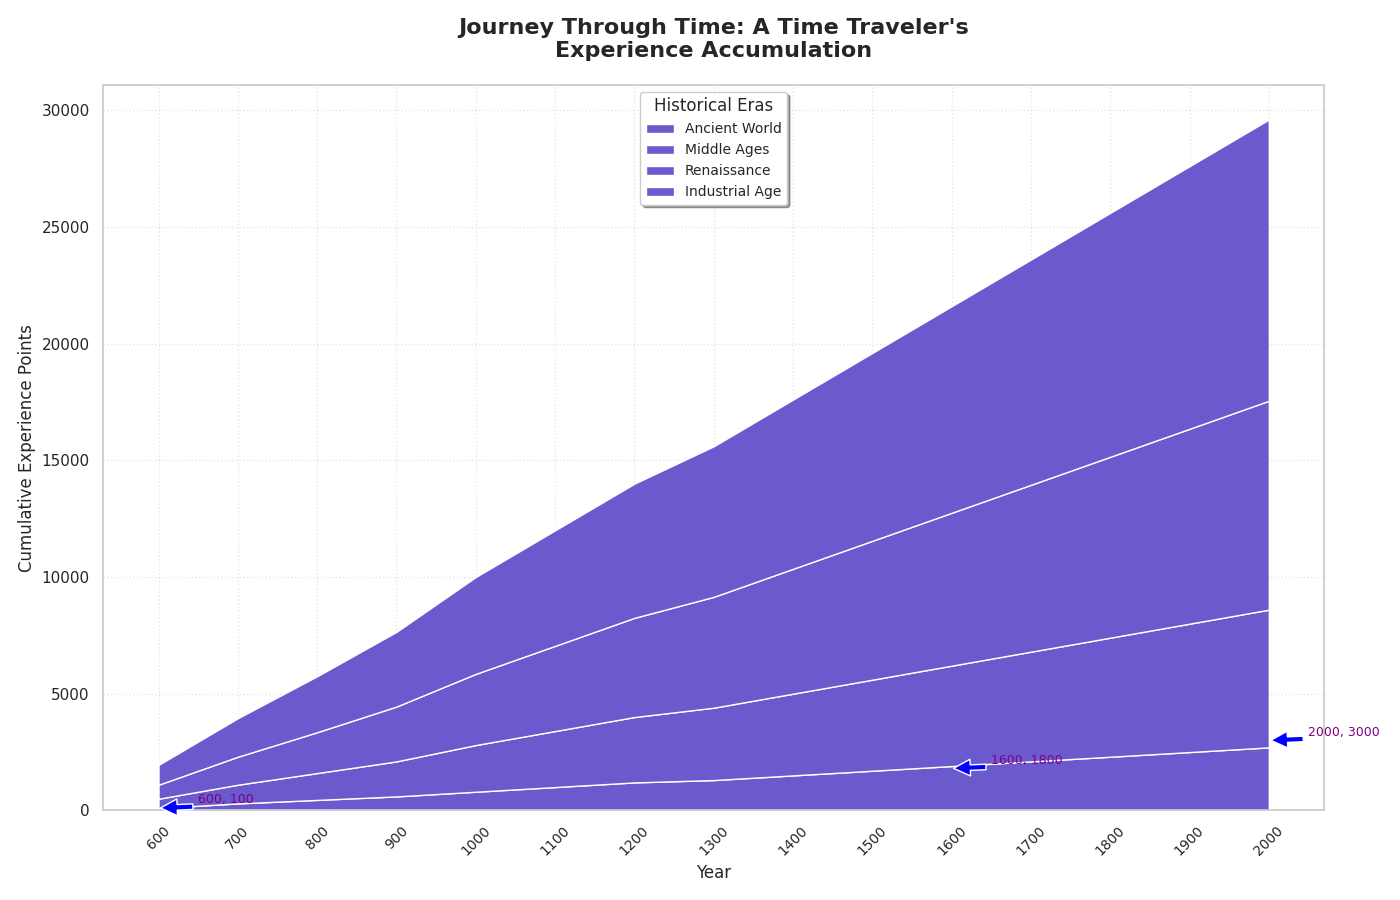 Journey Through Time: A Time Traveler's
Experience Accumulation
Historical Eras
Ancient World
Middle Ages
Renaissance
Industrial Age
Cumulative Experience Points
30000
25000
20000
15000
10000
5000
0
2000, 3000
1600, 1800
600, 100
600
700
800
900
1000
1100
1200
1300
1400
1500
1600
1700
1800
1900
2000
Year